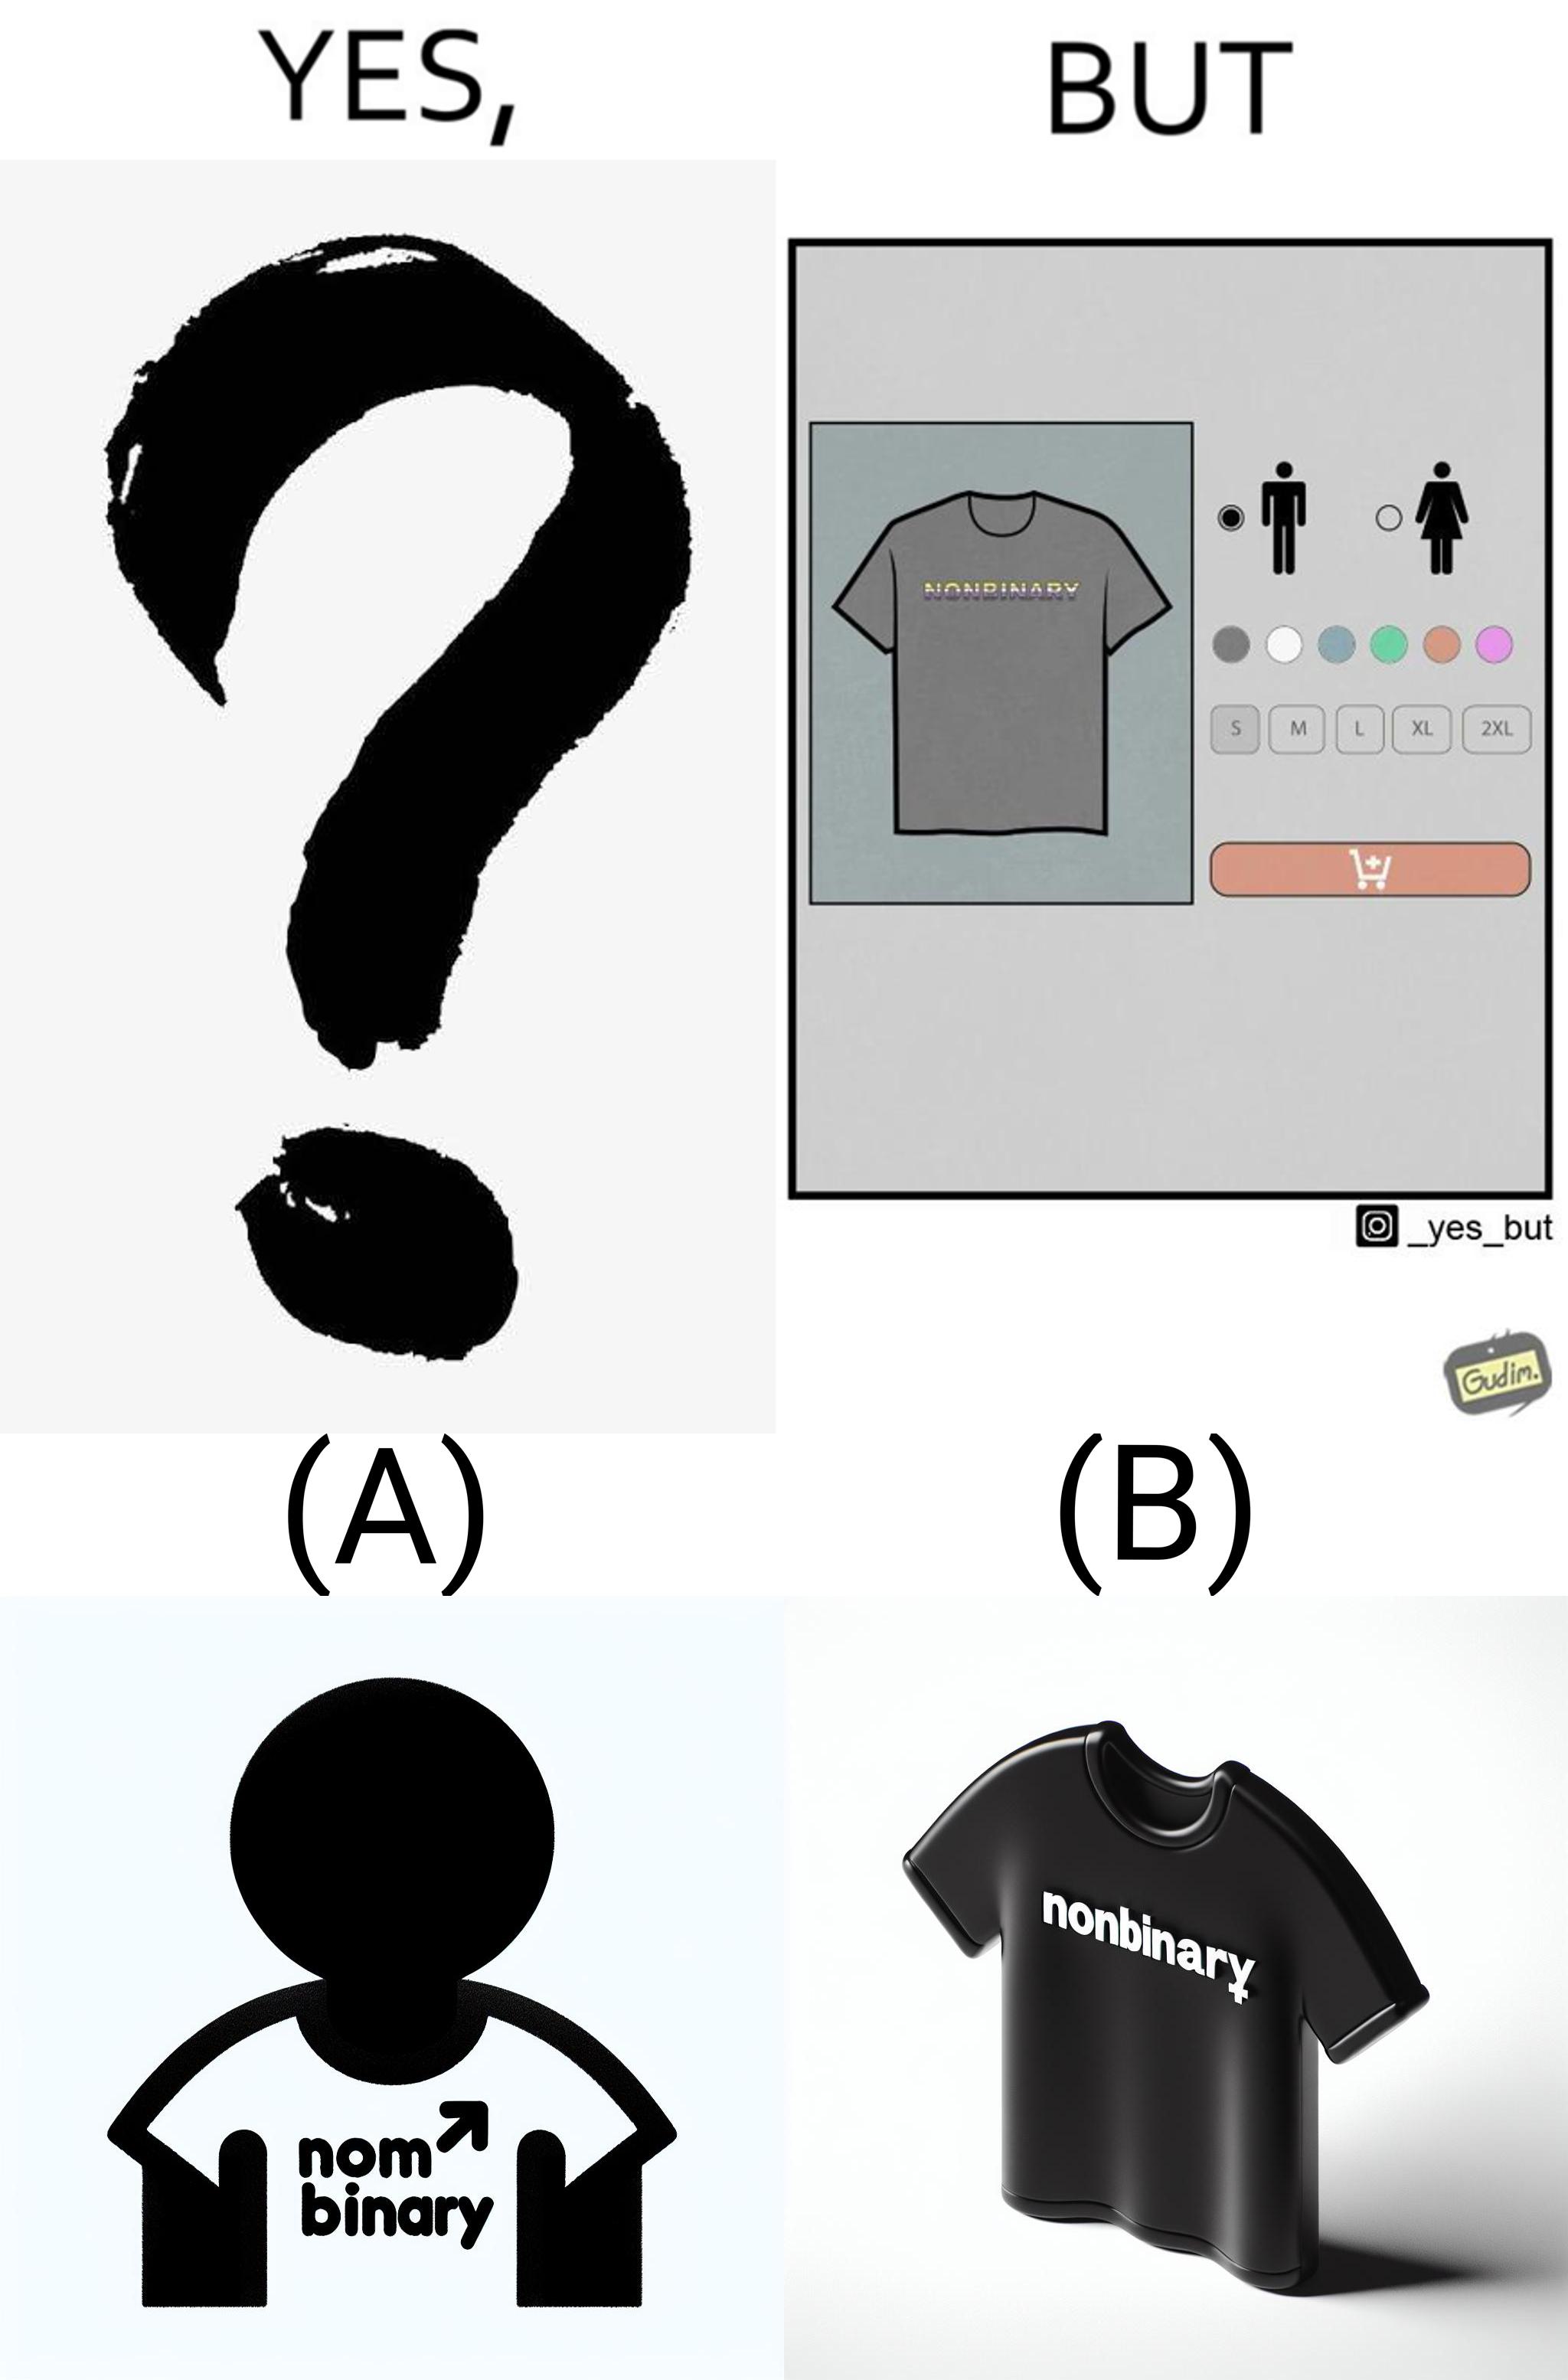 YES,
BUT
NONBINARY
S M L XL 2XL
_yes_but
Gudim.
(A)
(B)
nom
binary
nonbinary